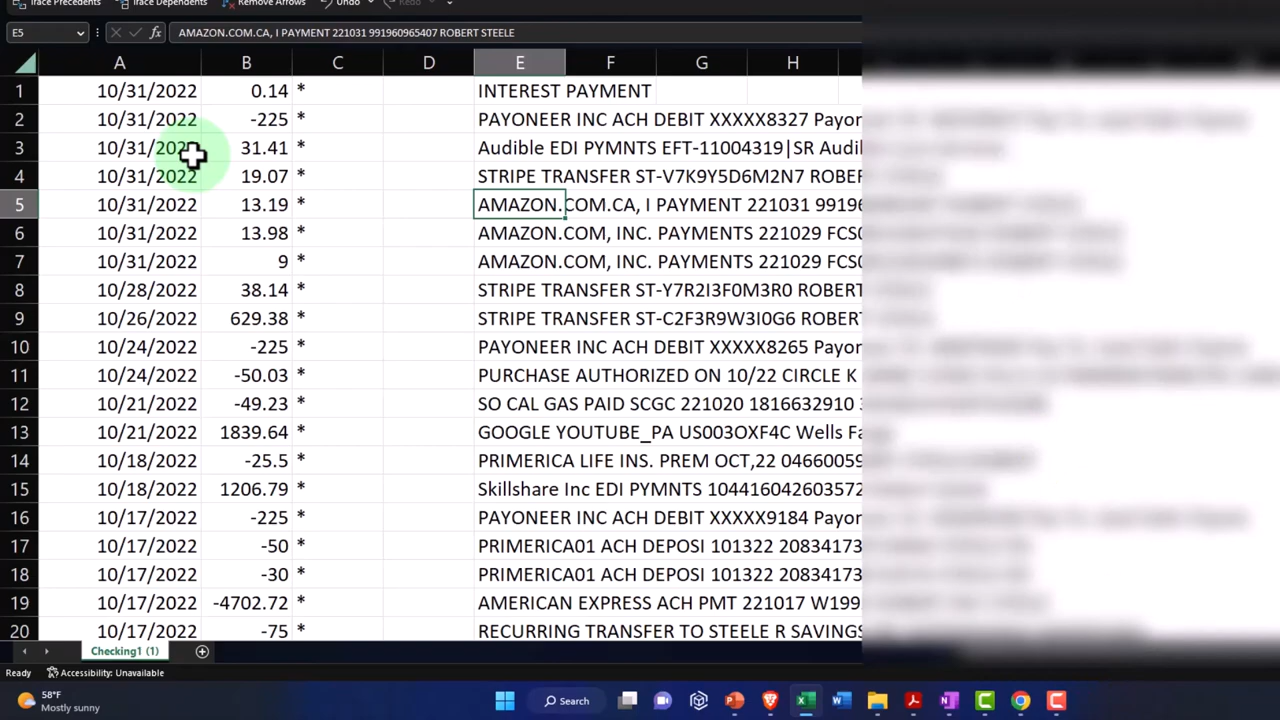 Trace Precedents Trace Dependents Remove Arrows Undo Redo
E5 fx AMAZON.COM.CA, I PAYMENT 221031 991960965407 ROBERT STEELE
A B C D E F G H
1 10/31/2022 0.14 * INTEREST PAYMENT
2 10/31/2022 -225 PAYONEER INC ACH DEBIT XXXXX8327 Payor
3 10/31/2022 31.41 * Audible EDI PYMNTS EFT-11004319|SR Audi
4 10/31/2022 19.07 * STRIPE TRANSFER ST-V7K9Y5D6M2N7 ROBE
5 10/31/2022 13.19 * AMAZON.COM.CA, I PAYMENT 221031 9919
6 10/31/2022 13.98 * AMAZON.COM, INC. PAYMENTS 221029 FCS0
7 10/31/2022 9 * AMAZON.COM, INC. PAYMENTS 221029 FCS0
8 10/28/2022 38.14 * STRIPE TRANSFER ST-Y7R2I3F0M3R0 ROBERT
9 10/26/2022 629.38 * STRIPE TRANSFER ST-C2F3R9W3I0G6 ROBER
10 10/24/2022 -225 * PAYONEER INC ACH DEBIT XXXXX8265 Payor
11 10/24/2022 -50.03 * PURCHASE AUTHORIZED ON 10/22 CIRCLE K
12 10/21/2022 -49.23 * SO CAL GAS PAID SCGC 221020 1816632910
13 10/21/2022 1839.64 * GOOGLE YOUTUBE_PA US003OXF4C Wells Fa
14 10/18/2022 -25.5 * PRIMERICA LIFE INS. PREM OCT,22 04660059
15 10/18/2022 1206.79 * Skillshare Inc EDI PYMNTS 104416042603572
16 10/17/2022 -225 * PAYONEER INC ACH DEBIT XXXXX9184 Payor
17 10/17/2022 -50 * PRIMERICA01 ACH DEPOSI 101322 20834173
18 10/17/2022 -30 * PRIMERICA01 ACH DEPOSI 101322 20834173
19 10/17/2022 -4702.72 * AMERICAN EXPRESS ACH PMT 221017 W199
20 10/17/2022 -75 * RECURRING TRANSFER TO STEELE R SAVINGS
Checking1 (1)
Ready Accessibility: Unavailable
58°F
Mostly sunny
Search